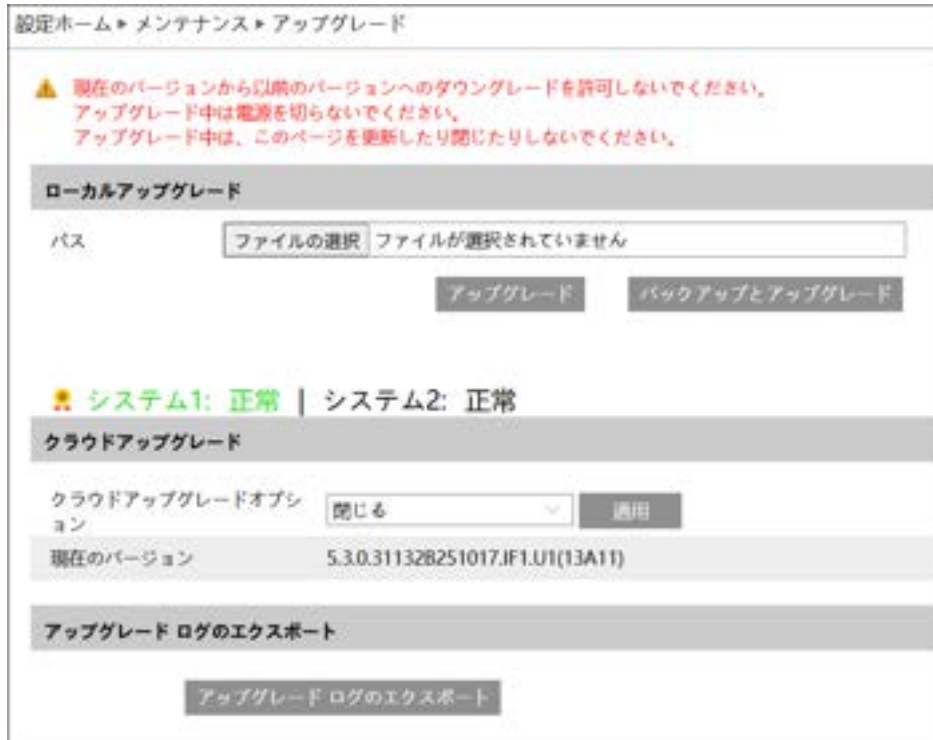 設定ホーム▶メンテナンス▶アップグレード
現在のバージョンから以前のバージョンへのダウングレードを許可しないでください。
アップグレード中は電源を切らないでください。
アップグレード中は、このページを更新したり閉じたりしないでください。
ローカルアップグレード
パス ファイルの選択 ファイルが選択されていません
アップグレード バックアップとアップグレード
システム1: 正常 | システム2: 正常
クラウドアップグレード
クラウドアップグレードオプシ
ョン 閉じる 適用
現在のバージョン 5.3.0.31132B251017.IF1.U1(13A11)
アップグレード ログのエクスポート
アップグレード ログのエクスポート